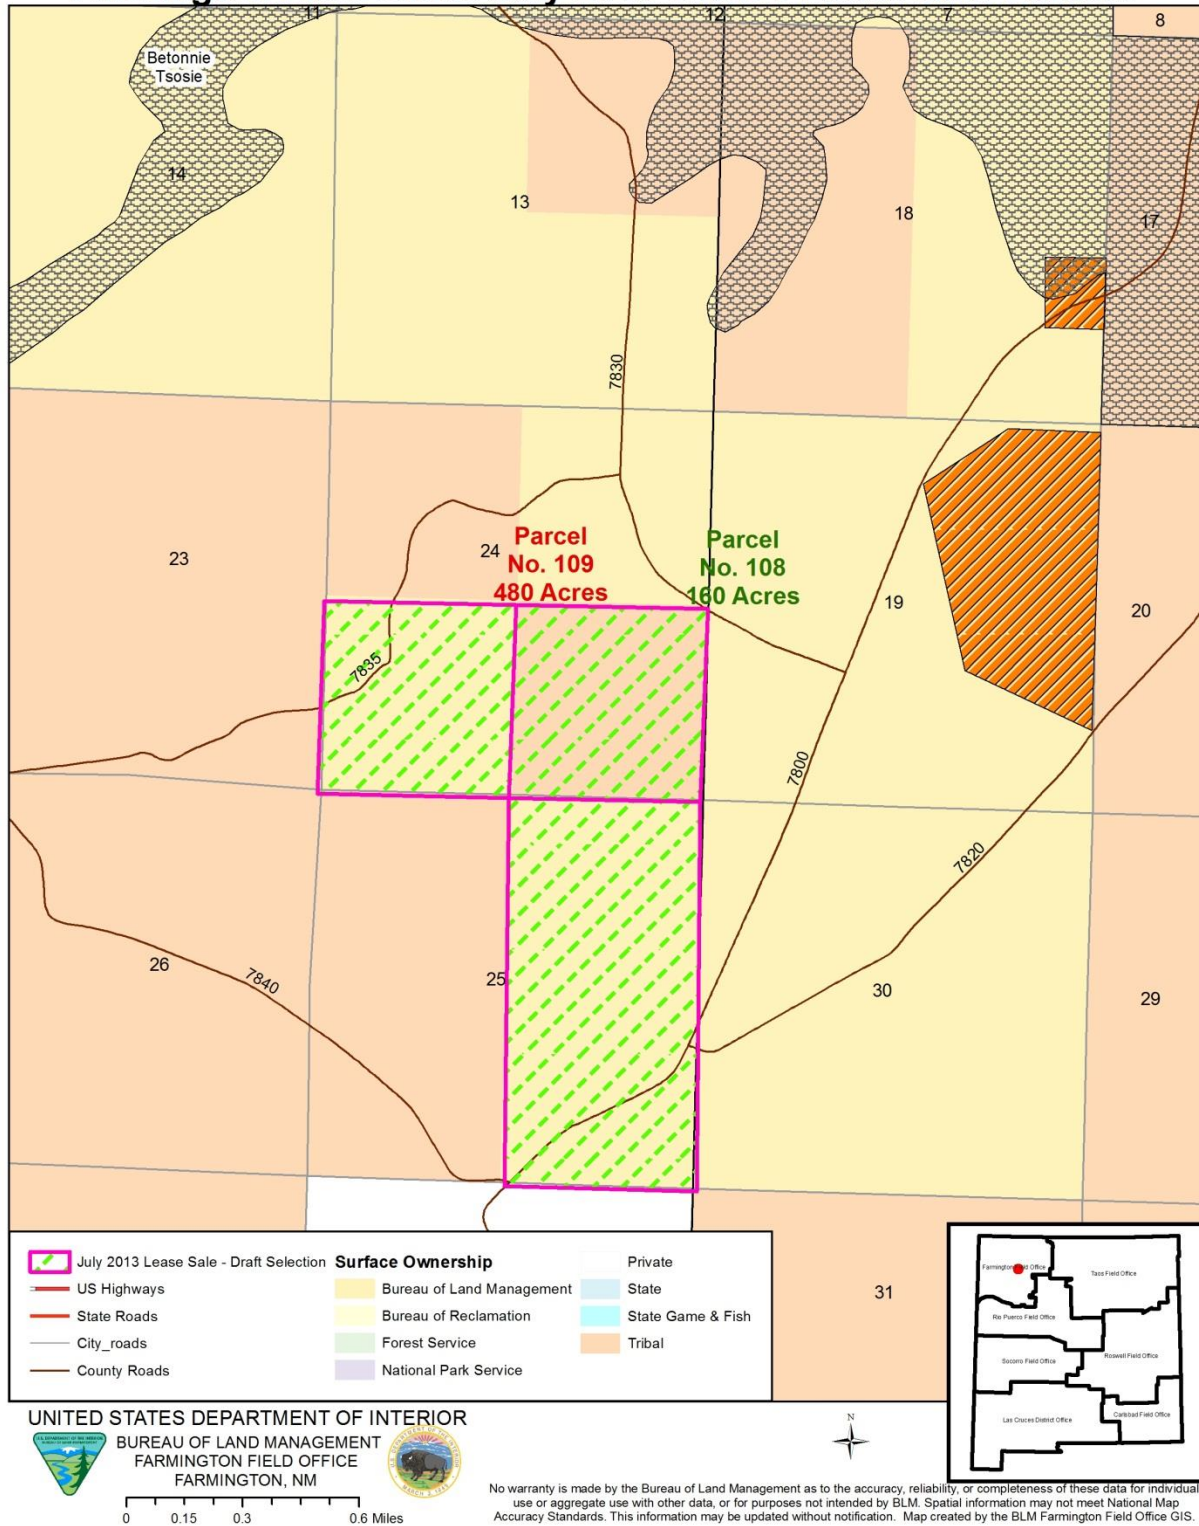 11
12
7
8
Betonnie
Tsosie
14
13
18
17
7830
23
24
Parcel
No. 109
480 Acres
Parcel
No. 108
160 Acres
19
20
7835
7800
7820
26
7840
25
30
29
31
July 2013 Lease Sale - Draft Selection
US Highways
State Roads
City_roads
County Roads
Surface Ownership
Bureau of Land Management
Bureau of Reclamation
Forest Service
National Park Service
Private
State
State Game & Fish
Tribal
Farmington Field Office
Taos Field Office
Rio Puerco Field Office
Socorro Field Office
Roswell Field Office
Las Cruces District Office
Carlsbad Field Office
UNITED STATES DEPARTMENT OF INTERIOR
BUREAU OF LAND MANAGEMENT
FARMINGTON FIELD OFFICE
FARMINGTON, NM
0 0.15 0.3 0.6 Miles
N
No warranty is made by the Bureau of Land Management as to the accuracy, reliability, or completeness of these data for individual
use or aggregate use with other data, or for purposes not intended by BLM. Spatial information may not meet National Map
Accuracy Standards. This information may be updated without notification. Map created by the BLM Farmington Field Office GIS.